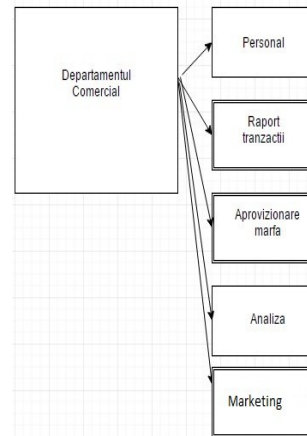 Departamentul
Comercial
Personal
Raport
tranzactii
Aprovizionare
marfa
Analiza
Marketing